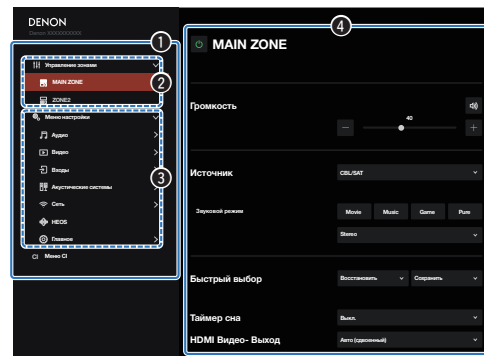 DENON
Denon XXXXXXXXXX
1
Управление зонами
MAIN ZONE
2
ZONE2
Меню настройки
Аудио
Видео
Входы
3
Акустические системы
Сеть
HEOS
Главное
CI Меню CI
4
MAIN ZONE
Громкость
40
Источник
CBL/SAT
Звуковой режим
Movie Music Game Pure
Stereo
Быстрый выбор
Восстановить Сохранить
Таймер сна
Выкл.
HDMI Видео- Выход
Авто (сдвоенный)